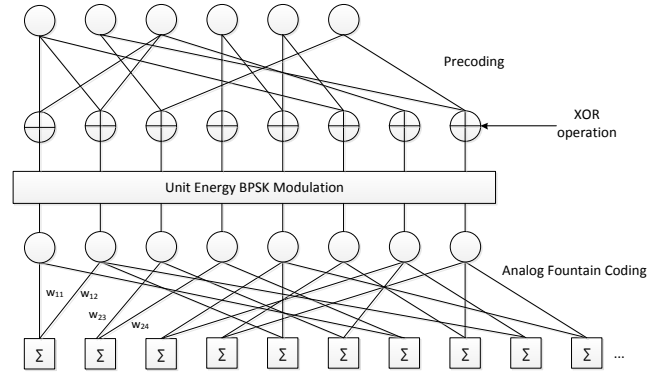 Precoding
XOR
operation
Unit Energy BPSK Modulation
Analog Fountain Coding
w11
w12
w23
w24
Σ Σ Σ Σ Σ Σ Σ Σ Σ Σ ...